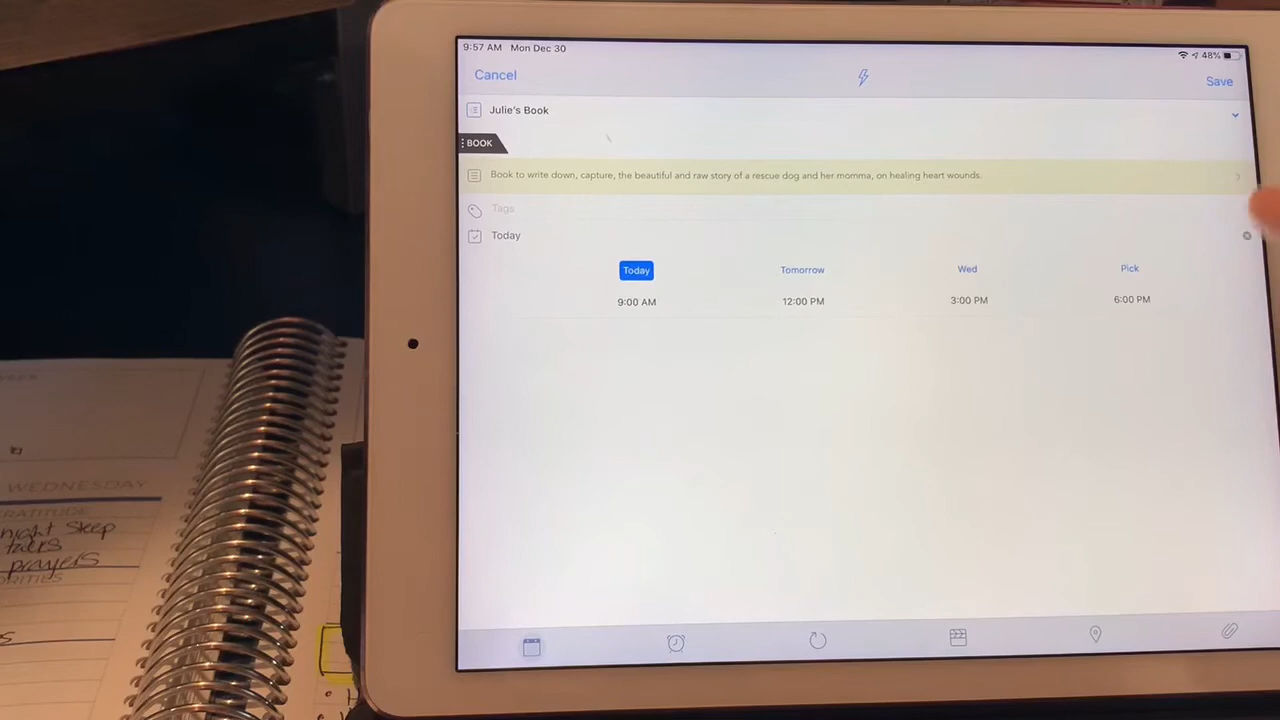 9:57 AM Mon Dec 30
48%
Cancel
Save
Julie's Book
BOOK
Book to write down, capture, the beautiful and raw story of a rescue dog and her momma, on healing heart wounds.
Tags
Today
Today Tomorrow Wed Pick
9:00 AM 12:00 PM 3:00 PM 6:00 PM
WEDNESDAY
night sleep
prayers